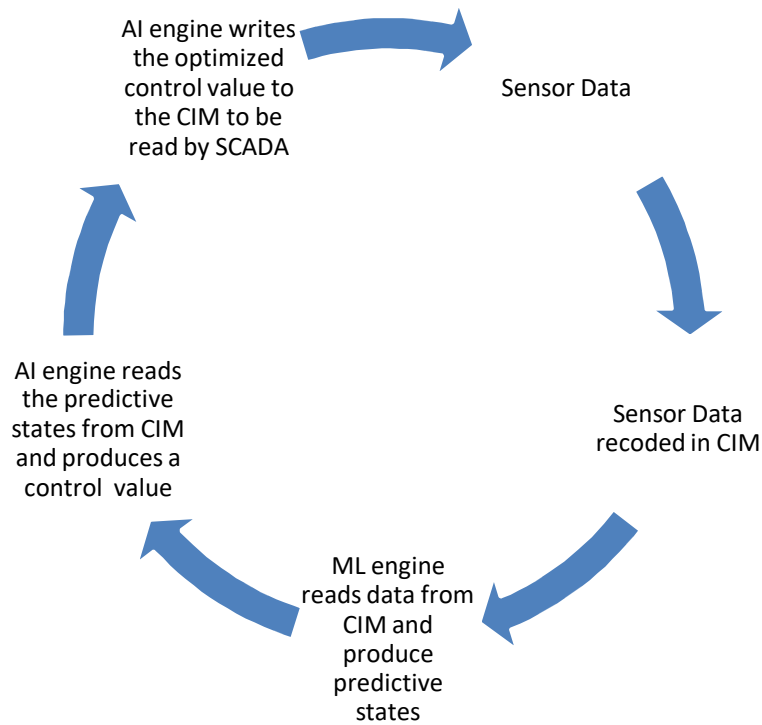 AI engine writes
the optimized
control value to
the CIM to be
read by SCADA
Sensor Data
Sensor Data
recoded in CIM
ML engine
reads data from
CIM and
produce
predictive
states
AI engine reads
the predictive
states from CIM
and produces a
control value